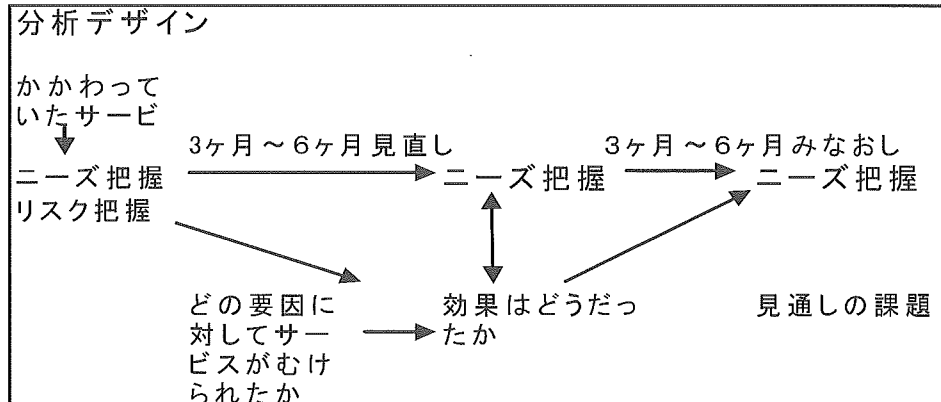 分析デザイン
かかわって
いたサービ
3ヶ月～6ヶ月見直し
3ヶ月～6ヶ月みなおし
ニーズ把握
ニーズ把握
ニーズ把握
リスク把握
どの要因に
対してサー
ビスがむけ
られたか
効果はどうだっ
たか
見通しの課題